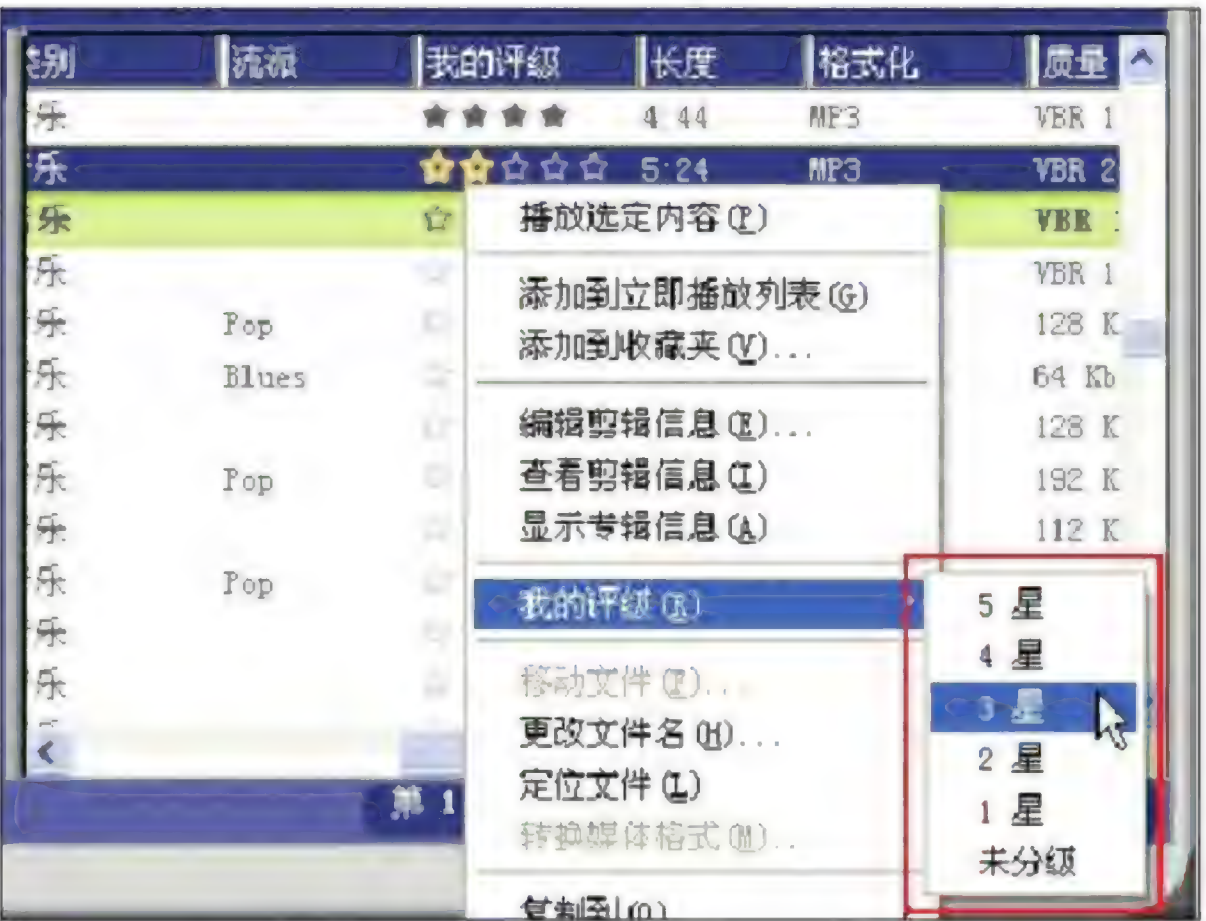 类别 流派 我的评级 长度 格式化 质量
乐 ★★★★ 4:44 MP3 VBR 1
乐 5:24 MP3 VBR 2
乐 VBR
乐 VBR 1
乐 Pop 128 K
乐 Blues 64 Kb
乐 128 K
乐 Pop 192 K
乐 112 K
乐 Pop
乐
乐
第 1
播放选定内容(P)
添加到立即播放列表(G)
添加到收藏夹(V)...
编辑剪辑信息(E)...
查看剪辑信息(I)
显示专辑信息(A)
我的评级(R)
移动文件(F)...
更改文件名(H)...
定位文件(L)
转换媒体格式(M)...
复制到(O)
5 星
4 星
3 星
2 星
1 星
未分级